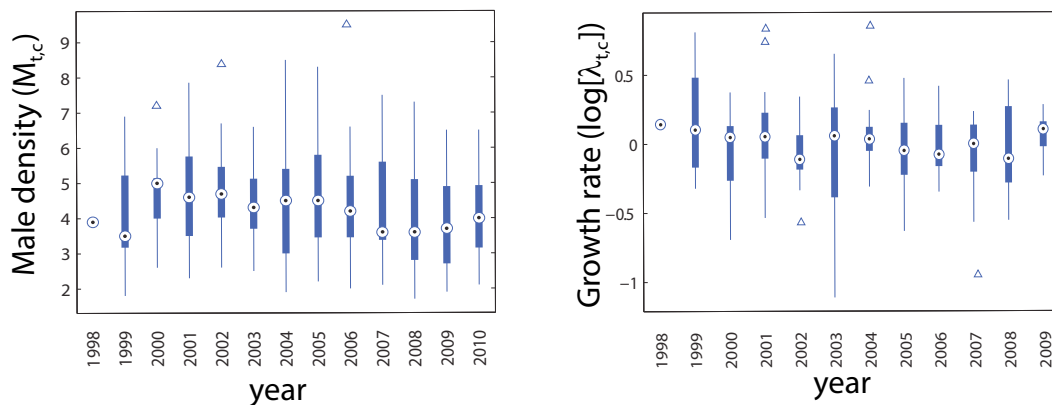 Male density (M_{t,c})
9
8
7
6
5
4
3
2
1998 1999 2000 2001 2002 2003 2004 2005 2006 2007 2008 2009 2010
year
Growth rate (log[λ_{t,c}])
0.5
0
−0.5
−1
1998 1999 2000 2001 2002 2003 2004 2005 2006 2007 2008 2009
year